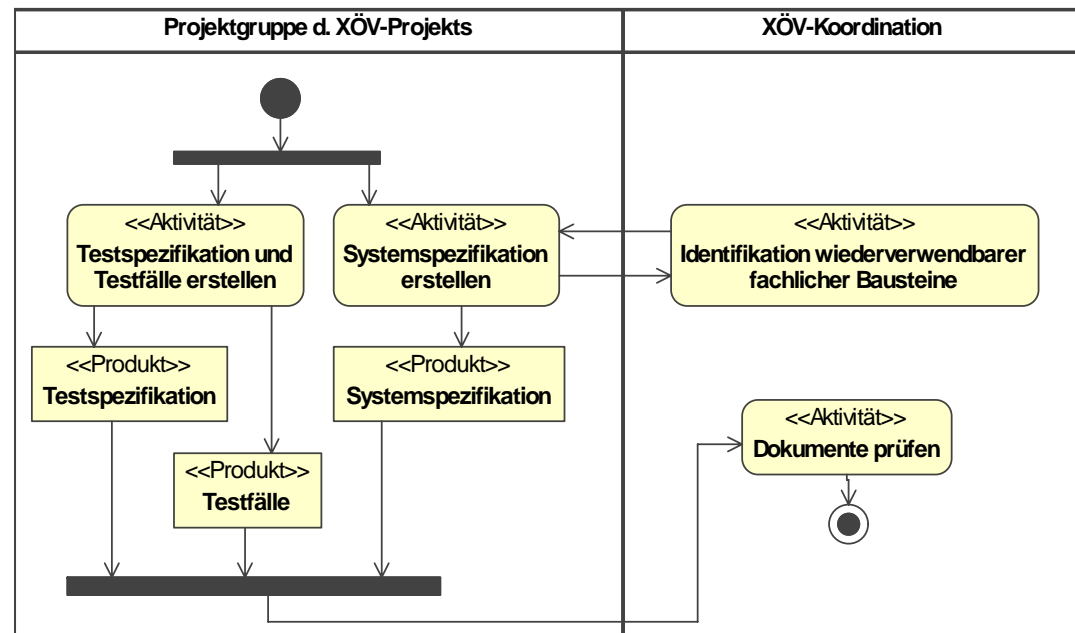 Projektgruppe d. XÖV-Projekts
XÖV-Koordination
<<Aktivität>>
Testspezifikation und
Testfälle erstellen
<<Aktivität>>
Systemspezifikation
erstellen
<<Aktivität>>
Identifikation wiederverwendbarer
fachlicher Bausteine
<<Produkt>>
Testspezifikation
<<Produkt>>
Systemspezifikation
<<Aktivität>>
Dokumente prüfen
<<Produkt>>
Testfälle